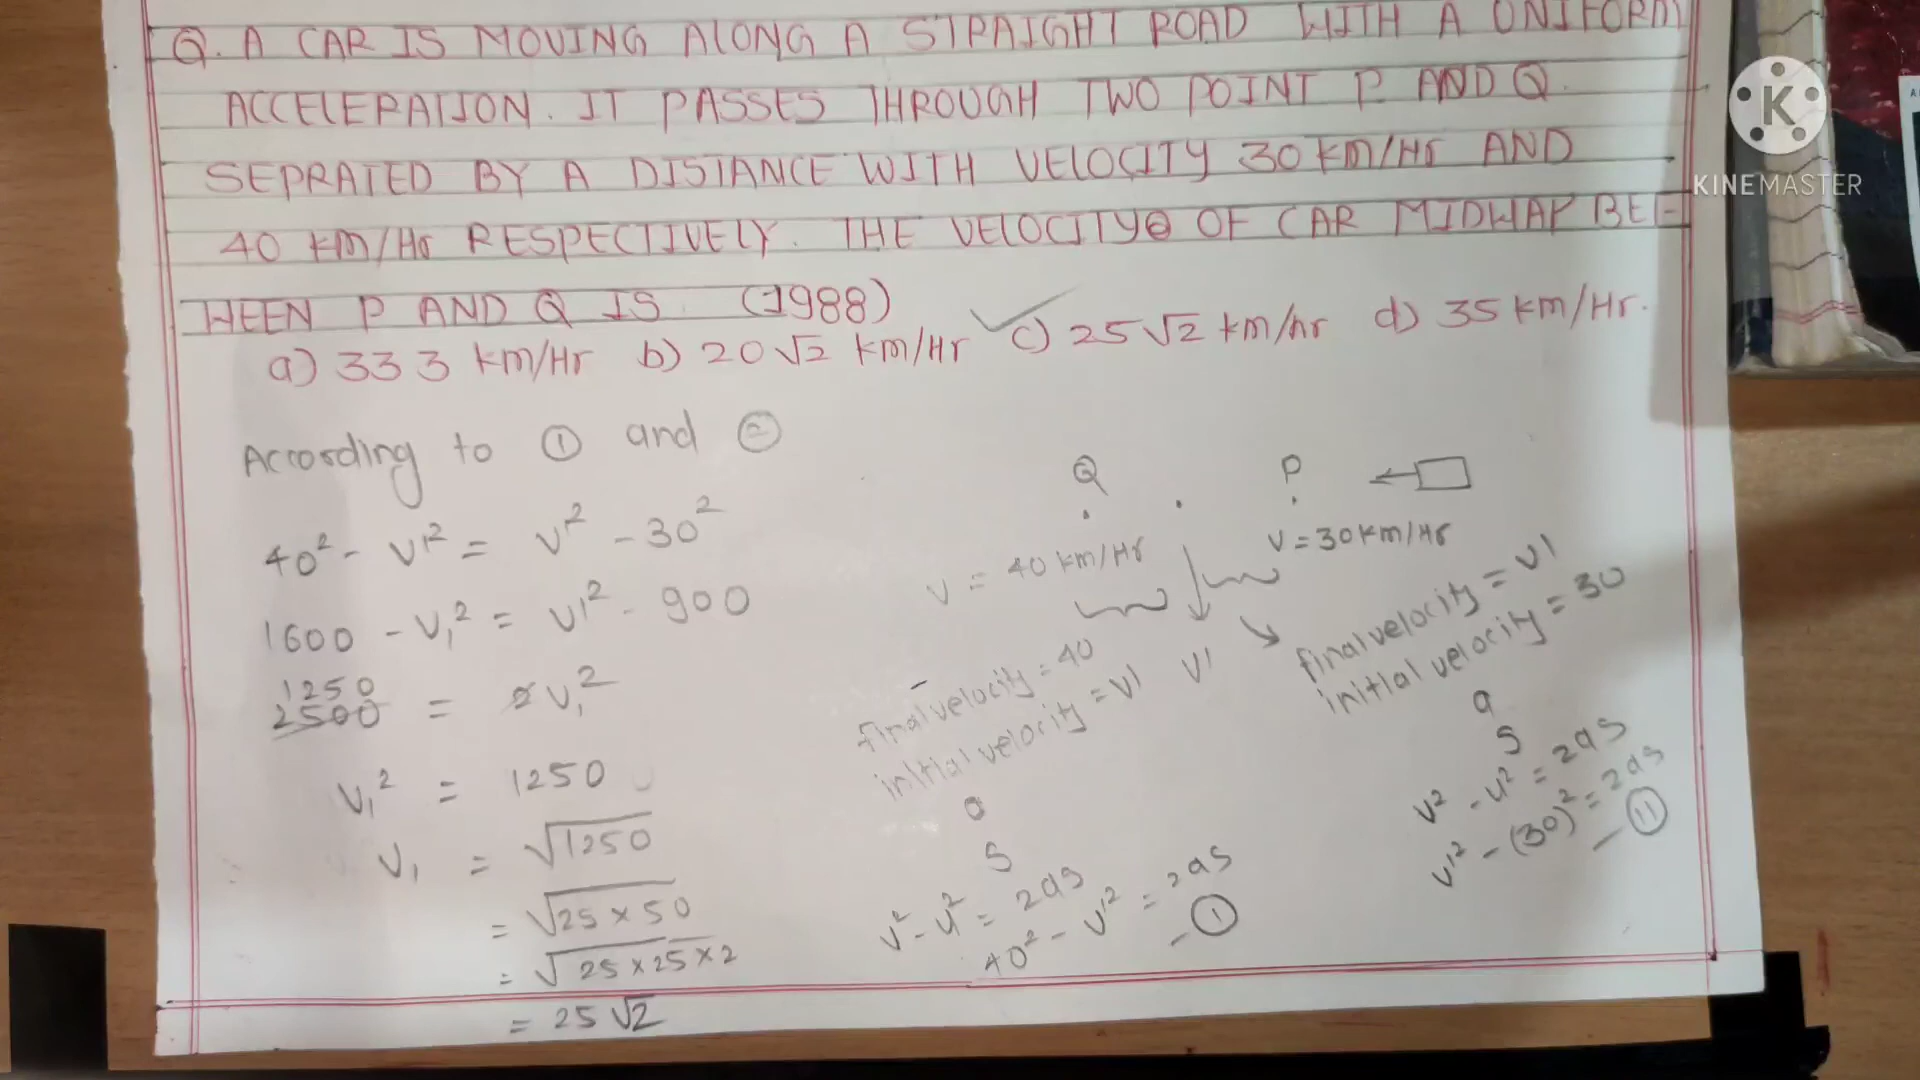 Q. A CAR IS MOVING ALONG A STRAIGHT ROAD WITH A UNIFORM
ACCELERATION. IT PASSES THROUGH TWO POINT P AND Q
SEPRATED BY A DISTANCE WITH VELOCITY 30 KM/Hr AND
40 KM/Hr RESPECTIVELY. THE VELOCITY OF CAR MIDWAY BET-
WEEN P AND Q IS. (1988)
a) 33 3 KM/Hr b) 20√2 KM/Hr c) 25√2 km/hr d) 35 km/Hr.
KINEMASTER
K
According to ① and ②
40² - v'² = v'² - 30²
1600 - v₁² = v'² - 900
1250
2500 = 2v₁²
v₁² = 1250
v₁ = √1250
= √25 × 50
= √25 × 25 × 2
= 25√2
Q P
v = 40 km/Hr
v = 30 km/Hr
final velocity = 40
initial velocity = v'
v'
a
s
v² - u² = 2as
40² - v'² = 2as
- ①
final velocity = v'
initial velocity = 30
a
s
v² - u² = 2as
v'² - (30)² = 2as
- ⑪